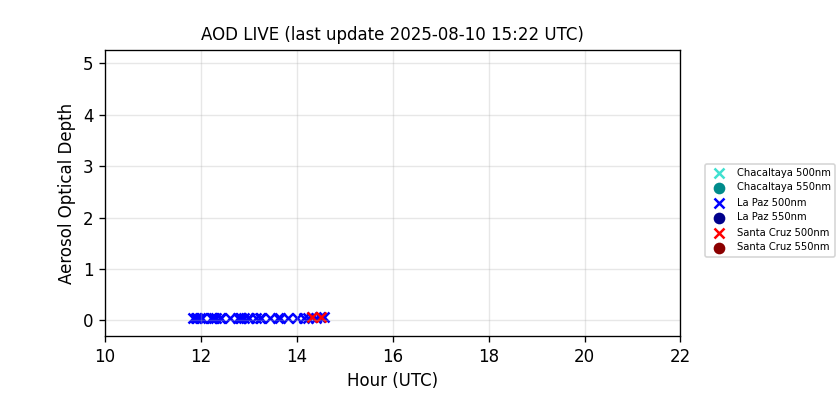 AOD LIVE (last update 2025-08-10 15:22 UTC)
Aerosol Optical Depth
5
4
3
2
1
0
10 12 14 16 18 20 22
Hour (UTC)
Chacaltaya 500nm
Chacaltaya 550nm
La Paz 500nm
La Paz 550nm
Santa Cruz 500nm
Santa Cruz 550nm